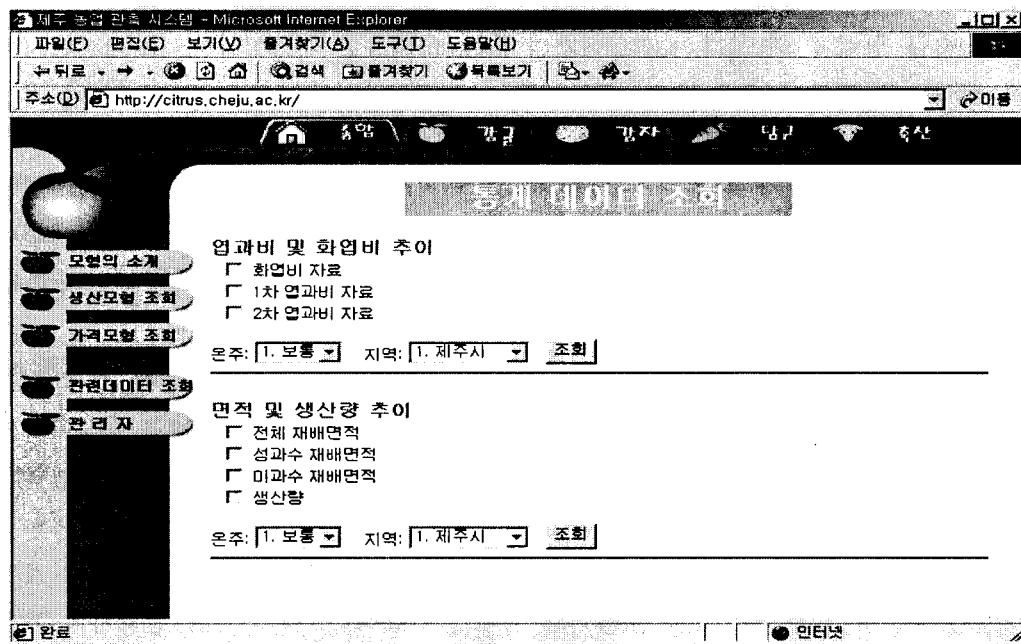 제주 농업 관측 시스템 - Microsoft Internet Explorer
파일(F) 편집(E) 보기(V) 즐겨찾기(A) 도구(T) 도움말(H)
뒤로 검색 즐겨찾기 목록보기
주소(D) http://citrus.cheju.ac.kr/ 이동
감귤 감자 당근 축산
통계 데이터 조회
모형의 소개
생산모형 조회
가격모형 조회
관련데이터 조회
관 리 자
엽과비 및 화엽비 추이
화엽비 자료
1차 엽과비 자료
2차 엽과비 자료
온주: 1. 보통 지역: 1. 제주시 조회
면적 및 생산량 추이
전체 재배면적
성과수 재배면적
미과수 재배면적
생산량
온주: 1. 보통 지역: 1. 제주시 조회
완료 인터넷